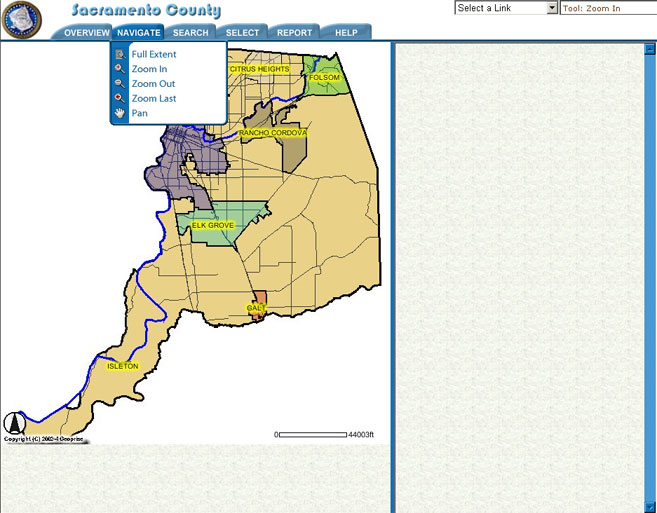 Sacramento County
Select a Link
Tool: Zoom In
OVERVIEW NAVIGATE SEARCH SELECT REPORT HELP
Full Extent
Zoom In
Zoom Out
Zoom Last
Pan
CITRUS HEIGHTS
FOLSOM
RANCHO CORDOVA
ELK GROVE
GALT
ISLETON
0 44003ft
Copyright (C) 2002-4 Geoprise